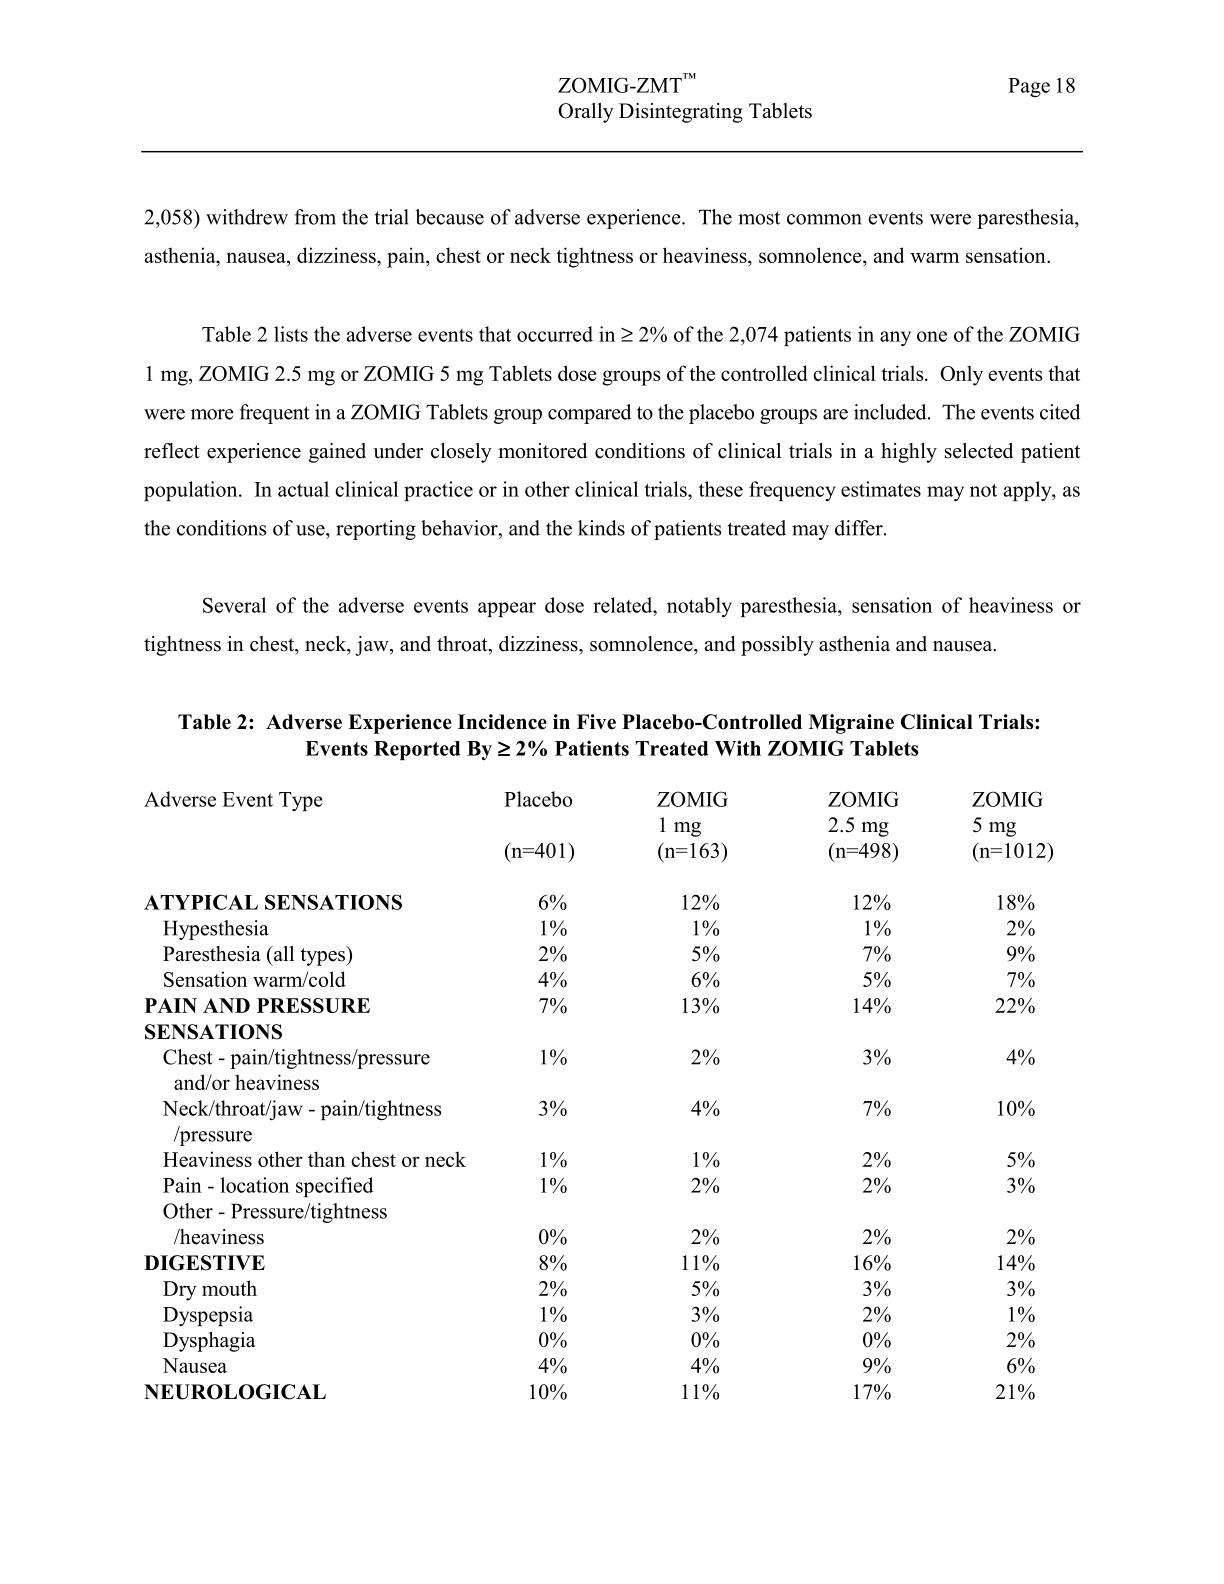 ZOMIG-ZMT™ Page 18
Orally Disintegrating Tablets
2,058) withdrew from the trial because of adverse experience. The most common events were paresthesia,
asthenia, nausea, dizziness, pain, chest or neck tightness or heaviness, somnolence, and warm sensation.
Table 2 lists the adverse events that occurred in ≥ 2% of the 2,074 patients in any one of the ZOMIG
1 mg, ZOMIG 2.5 mg or ZOMIG 5 mg Tablets dose groups of the controlled clinical trials. Only events that
were more frequent in a ZOMIG Tablets group compared to the placebo groups are included. The events cited
reflect experience gained under closely monitored conditions of clinical trials in a highly selected patient
population. In actual clinical practice or in other clinical trials, these frequency estimates may not apply, as
the conditions of use, reporting behavior, and the kinds of patients treated may differ.
Several of the adverse events appear dose related, notably paresthesia, sensation of heaviness or
tightness in chest, neck, jaw, and throat, dizziness, somnolence, and possibly asthenia and nausea.
Table 2: Adverse Experience Incidence in Five Placebo-Controlled Migraine Clinical Trials:
Events Reported By ≥ 2% Patients Treated With ZOMIG Tablets
Adverse Event Type Placebo ZOMIG ZOMIG ZOMIG
1 mg 2.5 mg 5 mg
(n=401) (n=163) (n=498) (n=1012)
ATYPICAL SENSATIONS 6% 12% 12% 18%
Hypesthesia 1% 1% 1% 2%
Paresthesia (all types) 2% 5% 7% 9%
Sensation warm/cold 4% 6% 5% 7%
PAIN AND PRESSURE 7% 13% 14% 22%
SENSATIONS
Chest - pain/tightness/pressure 1% 2% 3% 4%
and/or heaviness
Neck/throat/jaw - pain/tightness 3% 4% 7% 10%
/pressure
Heaviness other than chest or neck 1% 1% 2% 5%
Pain - location specified 1% 2% 2% 3%
Other - Pressure/tightness
/heaviness 0% 2% 2% 2%
DIGESTIVE 8% 11% 16% 14%
Dry mouth 2% 5% 3% 3%
Dyspepsia 1% 3% 2% 1%
Dysphagia 0% 0% 0% 2%
Nausea 4% 4% 9% 6%
NEUROLOGICAL 10% 11% 17% 21%